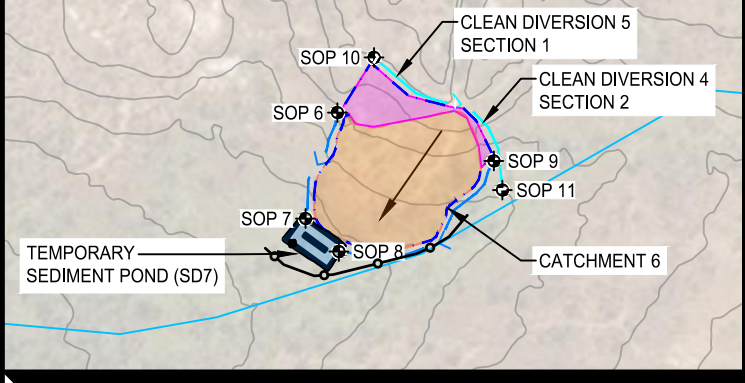 CLEAN DIVERSION 5
SECTION 1
SOP 10
CLEAN DIVERSION 4
SECTION 2
SOP 6
SOP 9
SOP 11
SOP 7
SOP 8
TEMPORARY
SEDIMENT POND (SD7)
CATCHMENT 6